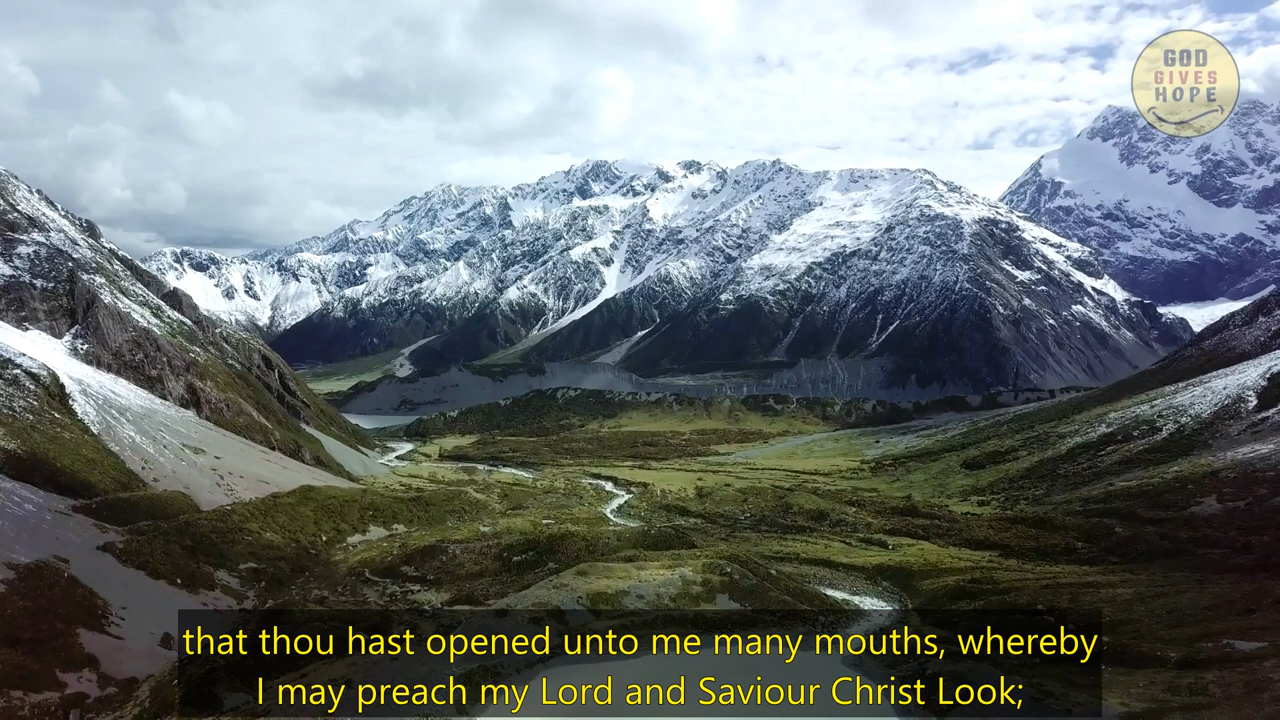 GOD
GIVES
HOPE
that thou hast opened unto me many mouths, whereby
I may preach my Lord and Saviour Christ Look;